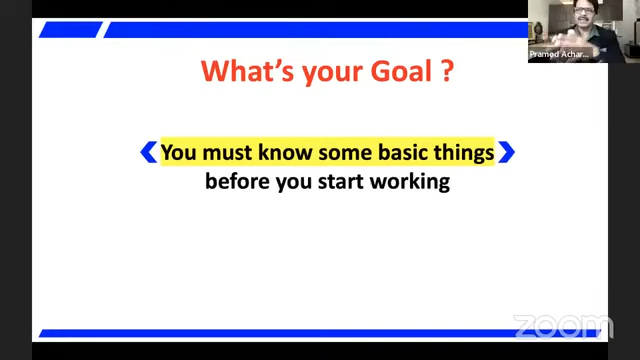 What's your Goal ?
You must know some basic things
before you start working
Pramod Achar...
zoom